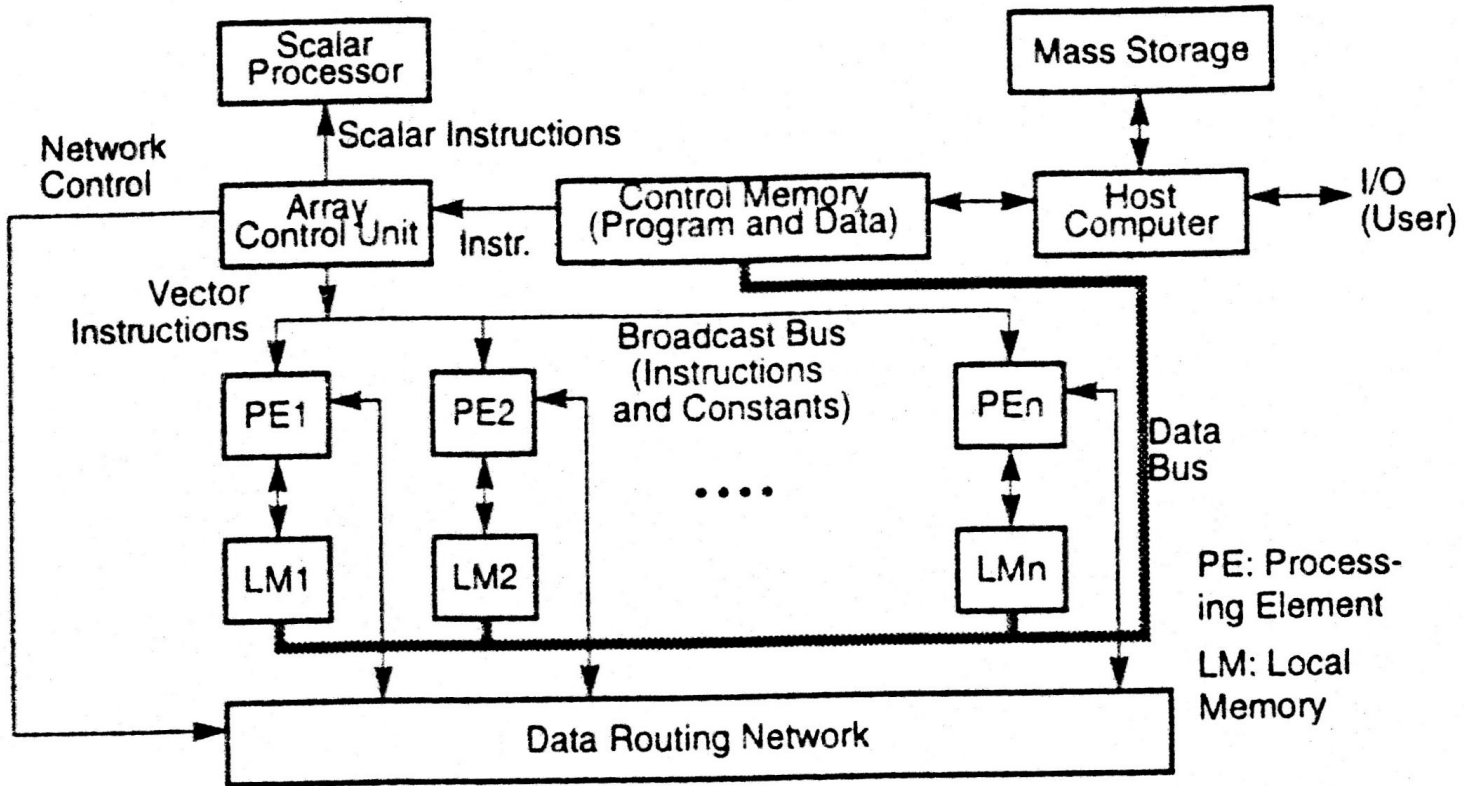 Scalar
Processor
Mass Storage
Scalar Instructions
Network
Control
Array
Control Unit
Instr.
Control Memory
(Program and Data)
Host
Computer
I/O
(User)
Vector
Instructions
Broadcast Bus
(Instructions
and Constants)
PE1
PE2
PEn
Data
Bus
LM1
LM2
LMn
PE: Process-
ing Element
LM: Local
Memory
Data Routing Network